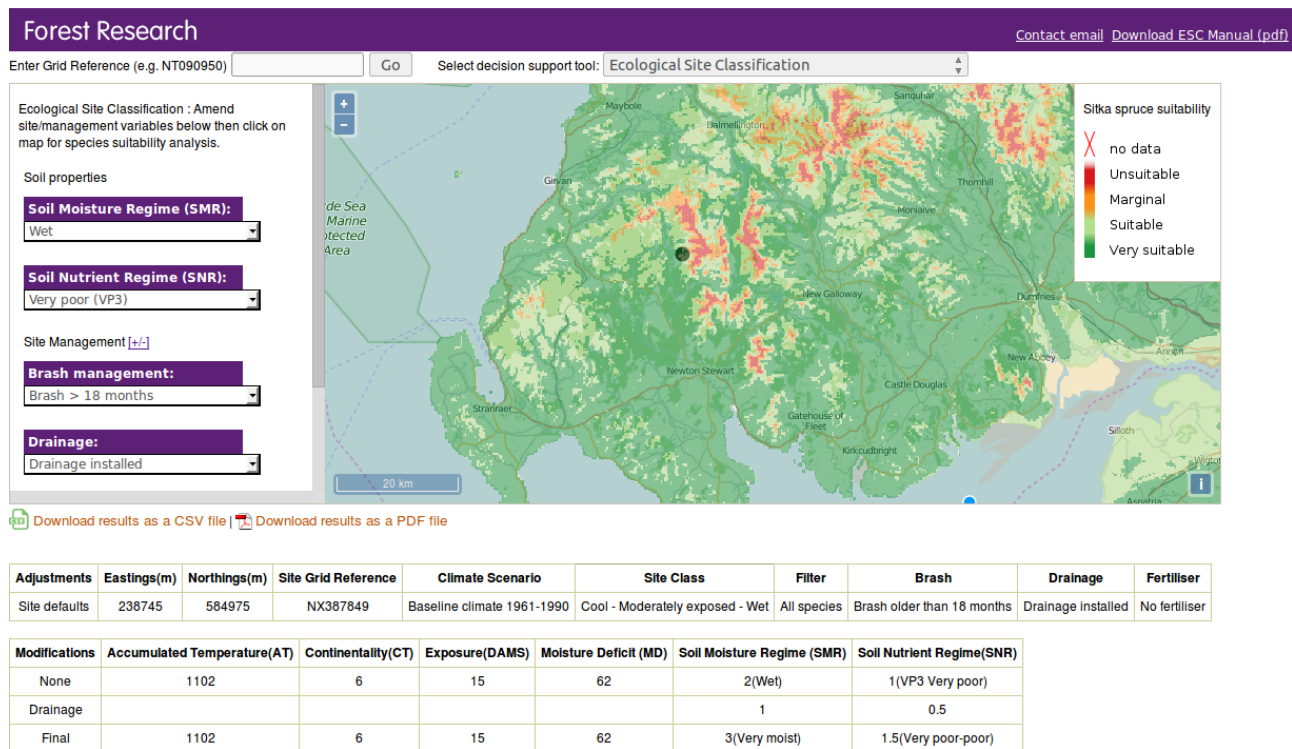 Forest Research
Contact email Download ESC Manual (pdf)
Enter Grid Reference (e.g. NT090950) Go Select decision support tool: Ecological Site Classification
Ecological Site Classification : Amend
site/management variables below then click on
map for species suitability analysis.
Soil properties
Soil Moisture Regime (SMR):
Wet
Soil Nutrient Regime (SNR):
Very poor (VP3)
Site Management [+/-]
Brash management:
Brash > 18 months
Drainage:
Drainage installed
+
-
Maybole
Sanquhar
Dalmellington
Girvan
Thornhill
Moniaive
de Sea
Marine
tected
Area
New Galloway
Dumfries
New Abbey
Annan
Newton Stewart
Castle Douglas
Stranraer
Gatehouse of
Fleet
Kirkcudbright
Silloth
Wigto
Aspatria
20 km
i
Sitka spruce suitability
no data
Unsuitable
Marginal
Suitable
Very suitable
CSV Download results as a CSV file | Download results as a PDF file
Adjustments Eastings(m) Northings(m) Site Grid Reference Climate Scenario Site Class Filter Brash Drainage Fertiliser
Site defaults 238745 584975 NX387849 Baseline climate 1961-1990 Cool - Moderately exposed - Wet All species Brash older than 18 months Drainage installed No fertiliser
Modifications Accumulated Temperature(AT) Continentality(CT) Exposure(DAMS) Moisture Deficit (MD) Soil Moisture Regime (SMR) Soil Nutrient Regime(SNR)
None 1102 6 15 62 2(Wet) 1(VP3 Very poor)
Drainage 1 0.5
Final 1102 6 15 62 3(Very moist) 1.5(Very poor-poor)